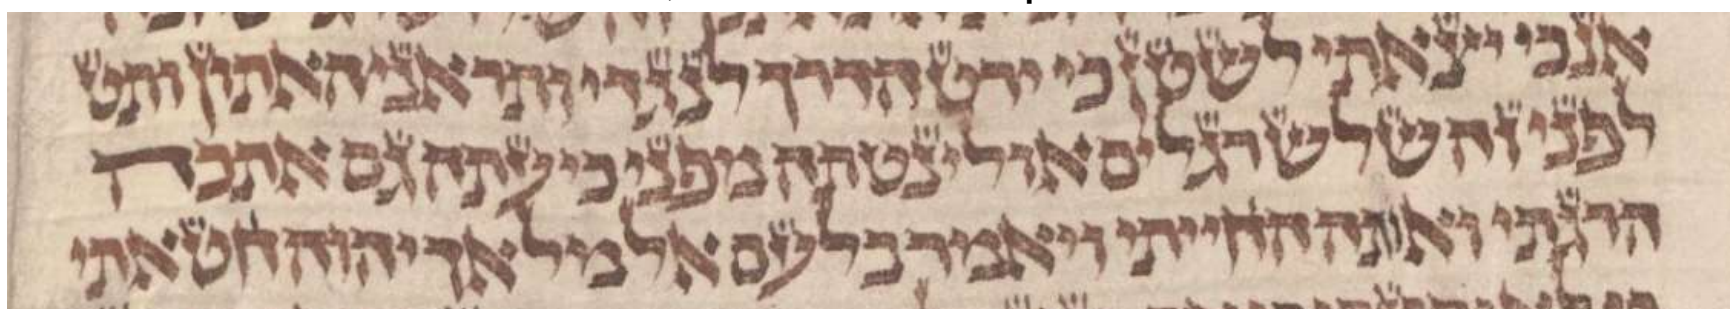 אנכי יצאתי לשטן כי ירט הדרך לנגדי ותראני האתון ותט
לפני זה שלש רגלים אולי נטתה מפני כי עתה גם אתכה
הרגתי ואותה החייתי ויאמר בלעם אל מלאך יהוה חטאתי